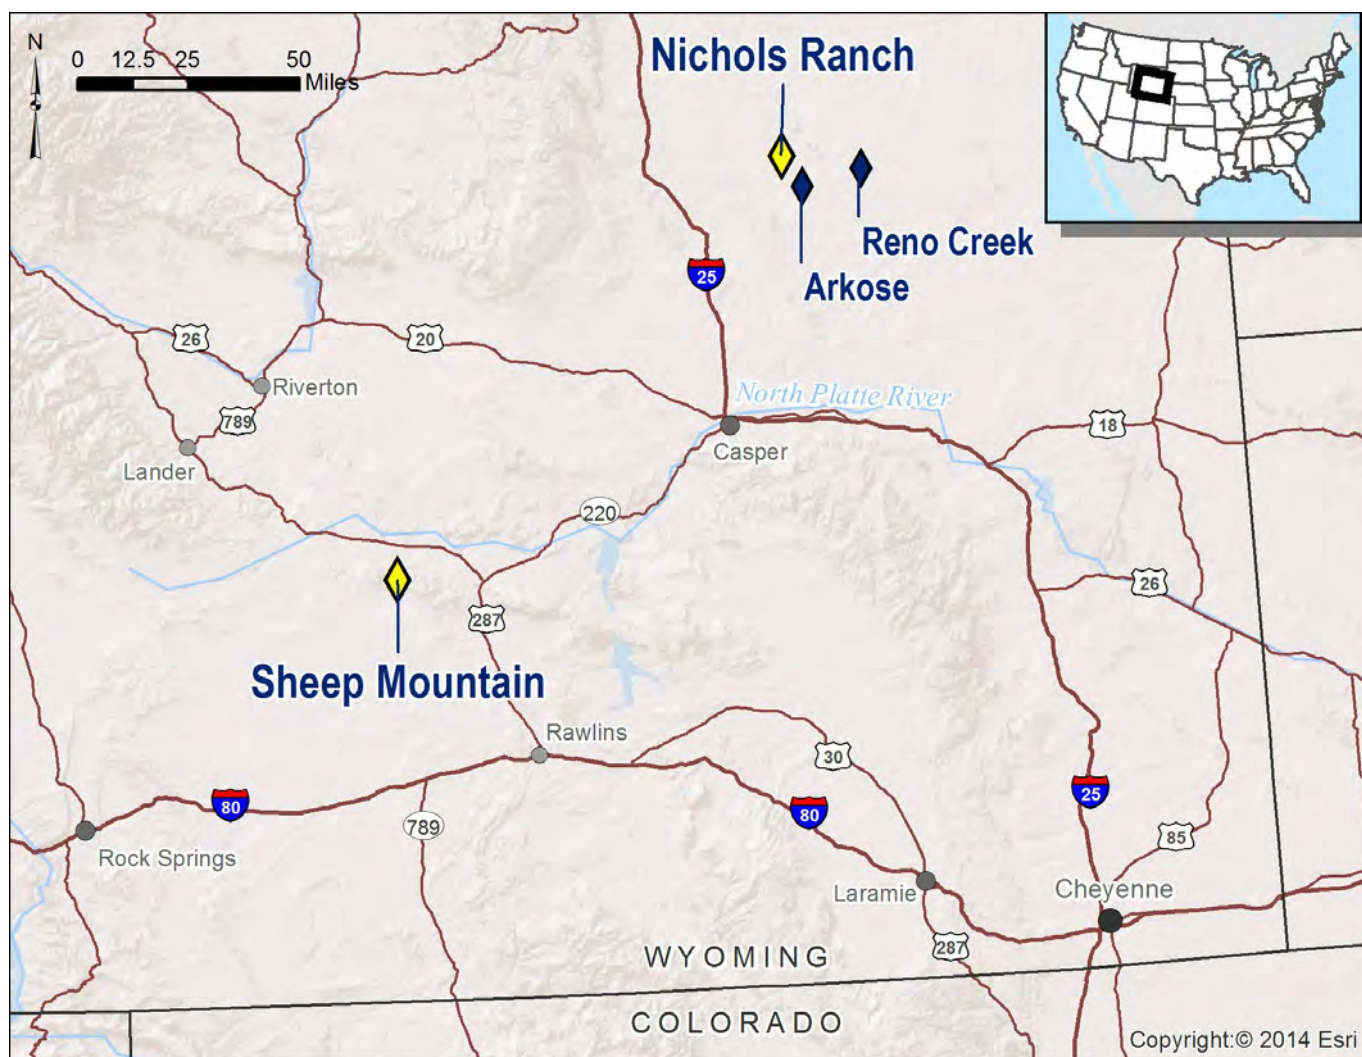 N
0 12.5 25 50
Miles
Nichols Ranch
Reno Creek
Arkose
25
26
20
Riverton
789
Lander
North Platte River
18
Casper
220
26
287
Sheep Mountain
Rawlins
30
80
80
25
789
85
Rock Springs
Laramie
Cheyenne
287
WYOMING
COLORADO
Copyright:© 2014 Esri